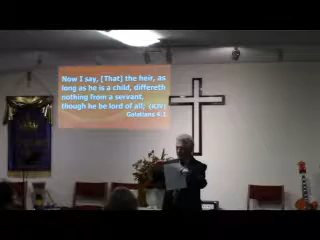 Now I say, [That] the heir, as
long as he is a child, differeth
nothing from a servant,
though he be lord of all; (KJV)
Galatians 4:1